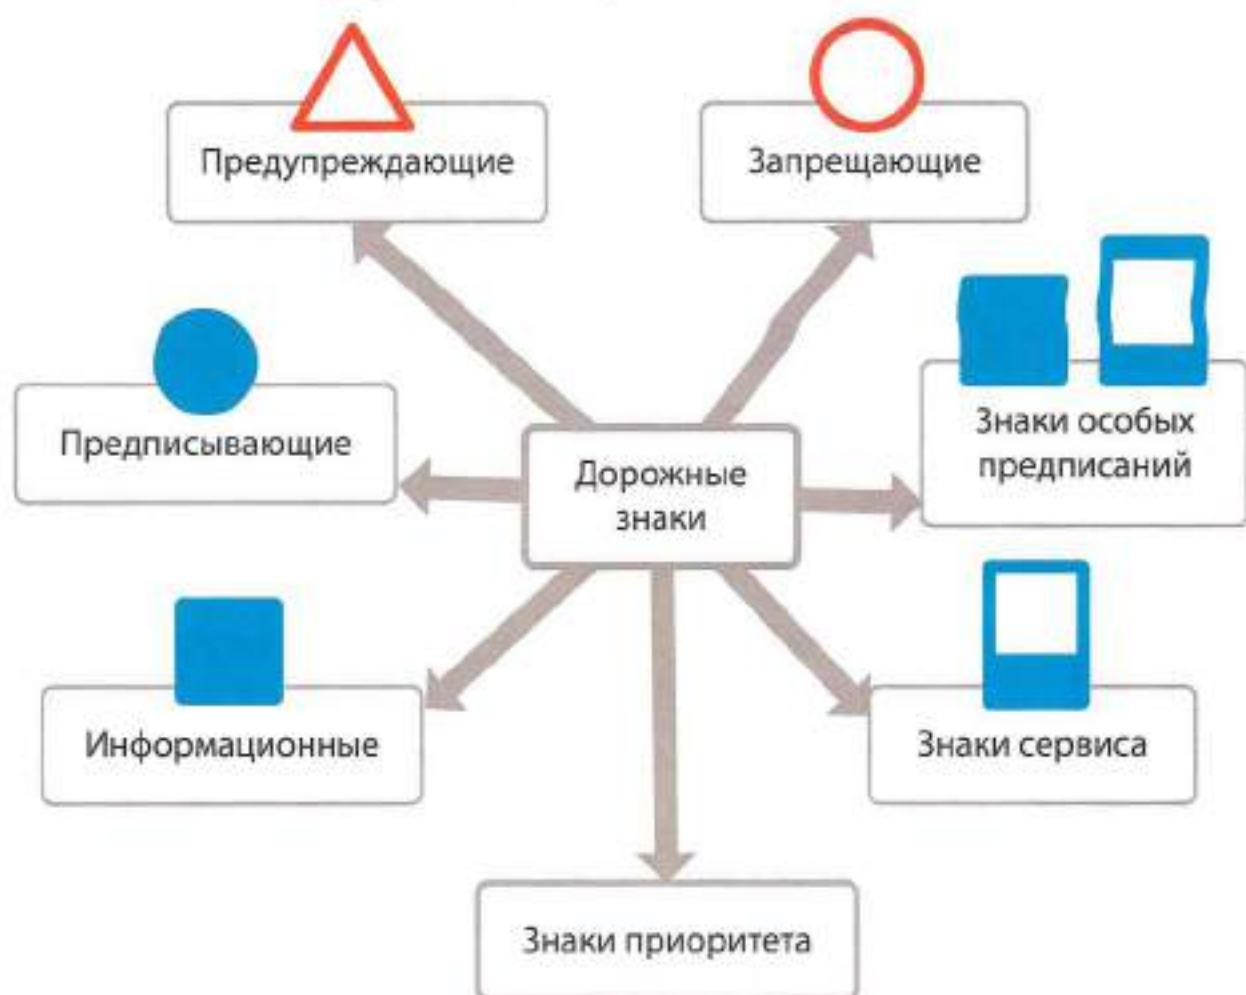 Предупреждающие
Запрещающие
Предписывающие
Знаки особых
предписаний
Дорожные
знаки
Информационные
Знаки сервиса
Знаки приоритета